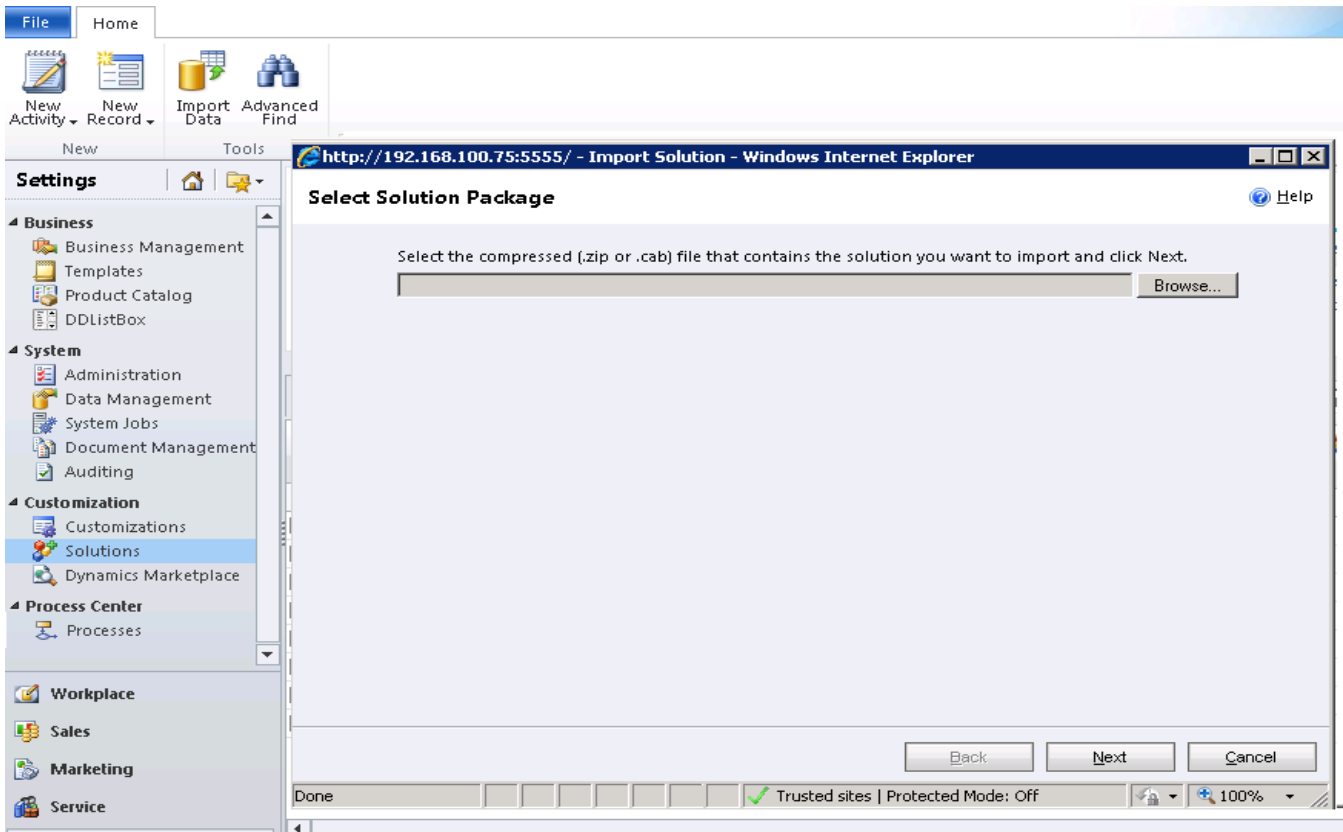 File
Home
New Activity
New Record
Import Data
Advanced Find
New
Tools
Settings
Business
Business Management
Templates
Product Catalog
DDListBox
System
Administration
Data Management
System Jobs
Document Management
Auditing
Customization
Customizations
Solutions
Dynamics Marketplace
Process Center
Processes
Workplace
Sales
Marketing
Service
http://192.168.100.75:5555/ - Import Solution - Windows Internet Explorer
Select Solution Package
Help
Select the compressed (.zip or .cab) file that contains the solution you want to import and click Next.
Browse...
Back
Next
Cancel
Done
Trusted sites | Protected Mode: Off
100%